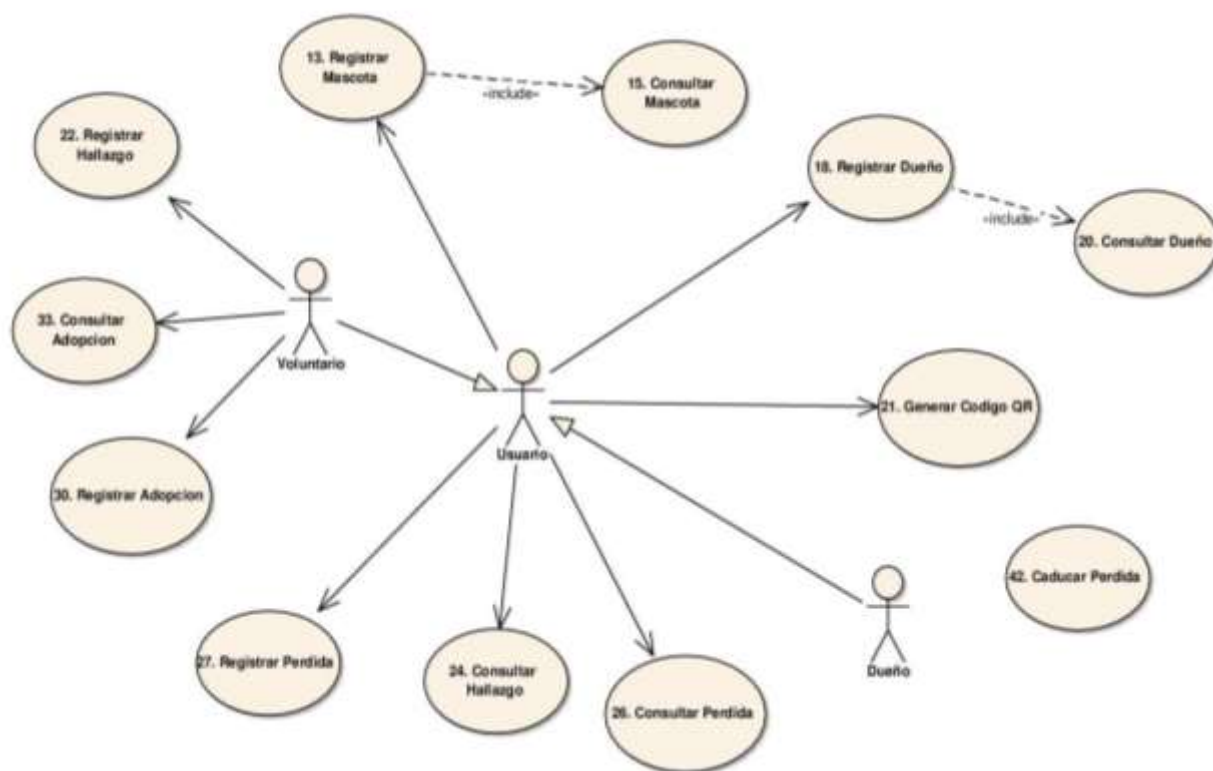 13. Registrar
Mascota
«include»
15. Consultar
Mascota
22. Registrar
Hallazgo
18. Registrar Dueño
«include»
20. Consultar Dueño
33. Consultar
Adopcion
Voluntario
21. Generar Codigo QR
Usuario
30. Registrar Adopcion
42. Caducar Perdida
27. Registrar Perdida
24. Consultar
Hallazgo
26. Consultar Perdida
Dueño